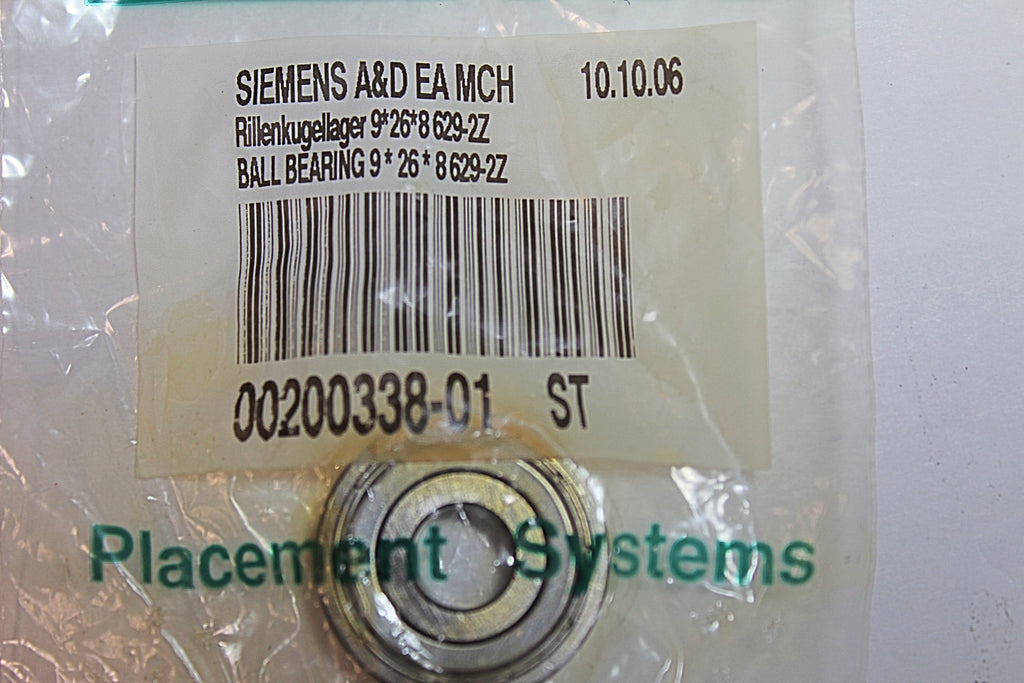 SIEMENS A&D EA MCH 10.10.06
Rillenkugellager 9*26*8 629-2Z
BALL BEARING 9 * 26 * 8 629-2Z
00200338-01 ST
Placement Systems